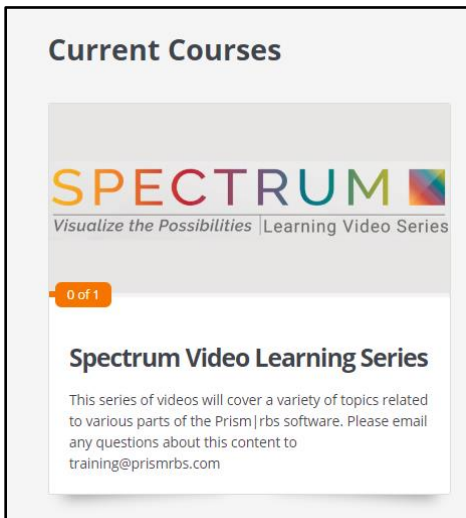 Current Courses
SPECTRUM
Visualize the Possibilities | Learning Video Series
0 of 1
Spectrum Video Learning Series
This series of videos will cover a variety of topics related
to various parts of the Prism|rbs software. Please email
any questions about this content to
training@prismrbs.com